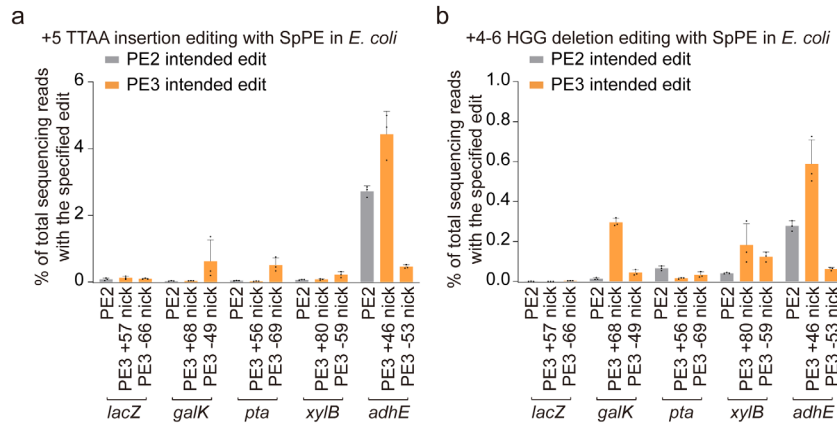 a
+5 TTAA insertion editing with SpPE in E. coli
PE2 intended edit
PE3 intended edit
% of total sequencing reads
with the specified edit
6
4
2
0
PE2
PE3 +57 nick
PE3 -66 nick
PE2
PE3 +68 nick
PE3 -49 nick
PE2
PE3 +56 nick
PE3 -69 nick
PE2
PE3 +80 nick
PE3 -59 nick
PE2
PE3 +46 nick
PE3 -53 nick
lacZ
galK
pta
xylB
adhE
b
+4-6 HGG deletion editing with SpPE in E. coli
PE2 intended edit
PE3 intended edit
% of total sequencing reads
with the specified edit
1.0
0.8
0.6
0.4
0.2
0.0
PE2
PE3 +57 nick
PE3 -66 nick
PE2
PE3 +68 nick
PE3 -49 nick
PE2
PE3 +56 nick
PE3 -69 nick
PE2
PE3 +80 nick
PE3 -59 nick
PE2
PE3 +46 nick
PE3 -53 nick
lacZ
galK
pta
xylB
adhE